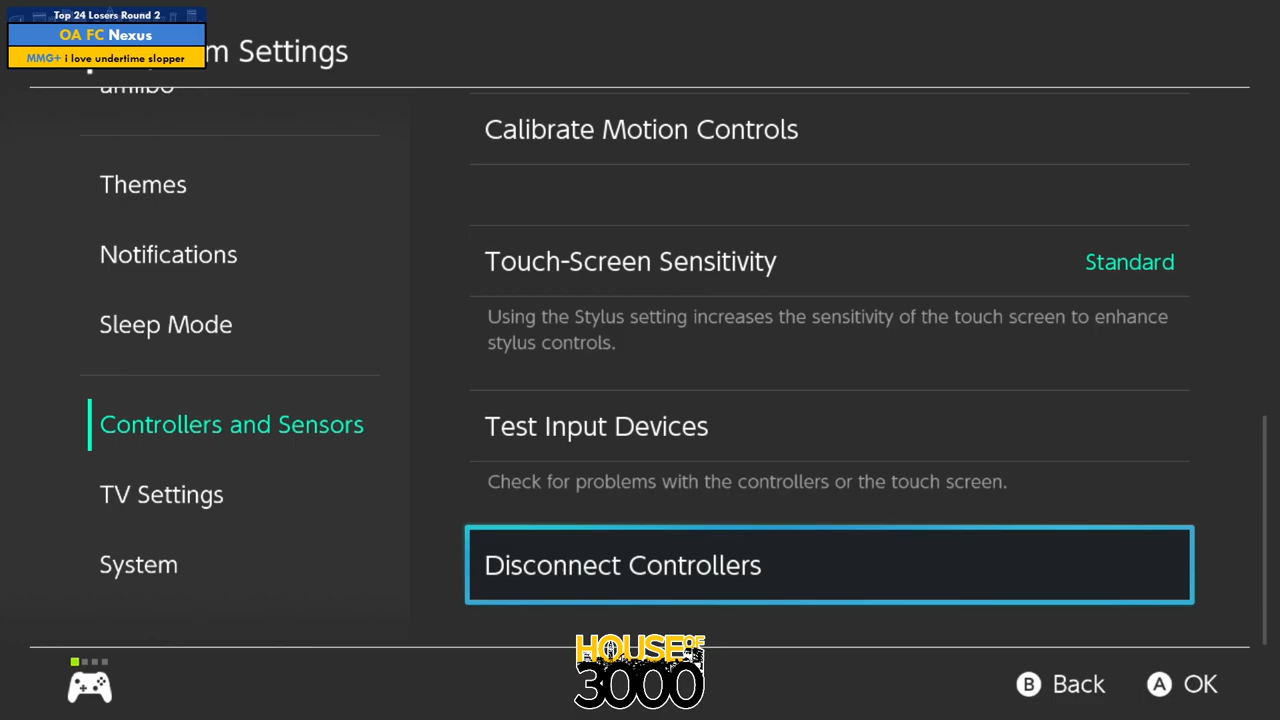 Top 24 Losers Round 2
OA FC Nexus
MMG+ i love undertime slopper
m Settings
amiibo
Themes
Notifications
Sleep Mode
Controllers and Sensors
TV Settings
System
Calibrate Motion Controls
Touch-Screen Sensitivity Standard
Using the Stylus setting increases the sensitivity of the touch screen to enhance
stylus controls.
Test Input Devices
Check for problems with the controllers or the touch screen.
Disconnect Controllers
HOUSE OF
3000
B Back A OK